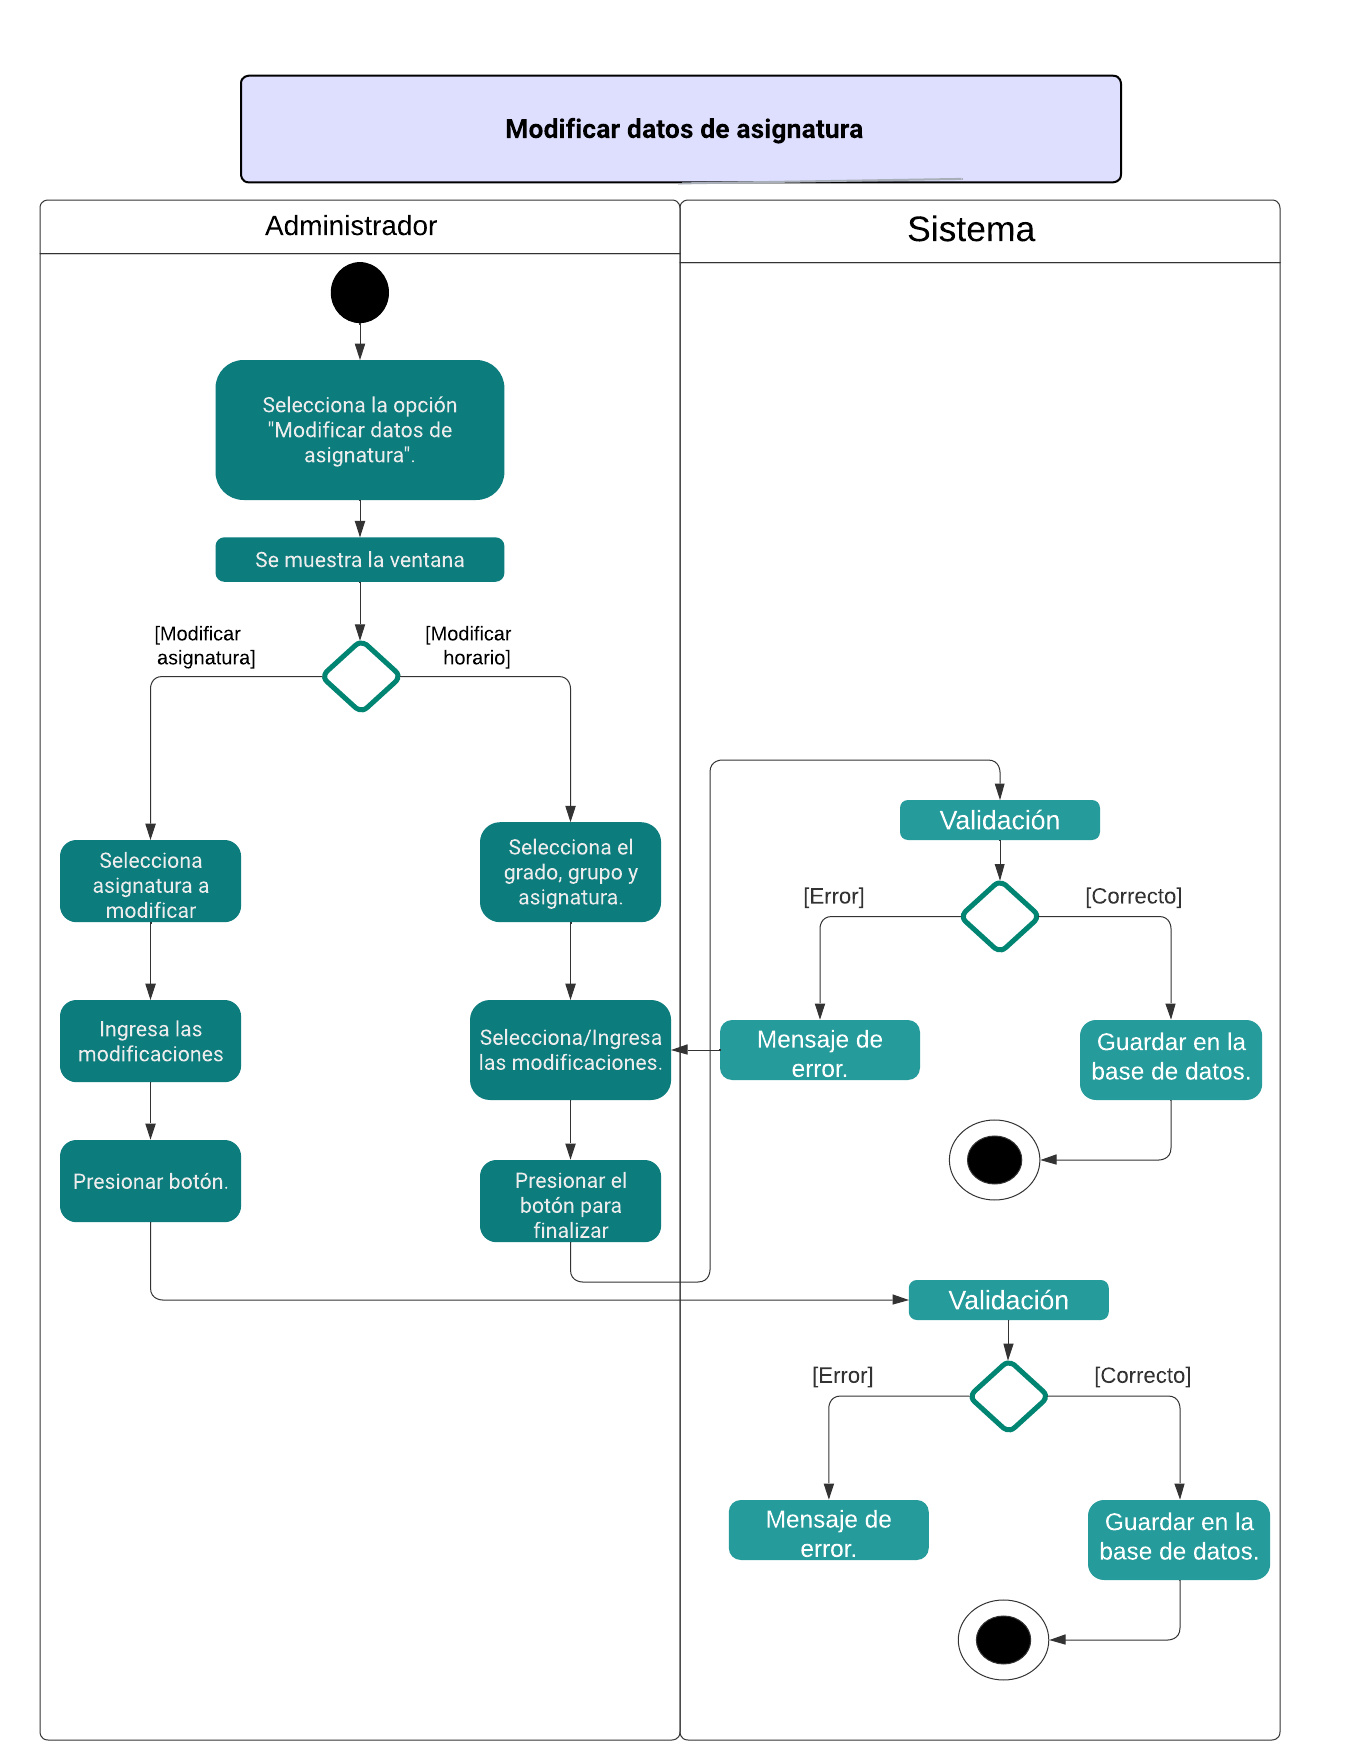 Modificar datos de asignatura
Administrador
Sistema
Selecciona la opción
"Modificar datos de
asignatura".
Se muestra la ventana
[Modificar
asignatura]
[Modificar
horario]
Selecciona
asignatura a
modificar
Selecciona el
grado, grupo y
asignatura.
Validación
[Error]
[Correcto]
Ingresa las
modificaciones
Selecciona/Ingresa
las modificaciones.
Mensaje de
error.
Guardar en la
base de datos.
Presionar botón.
Presionar el
botón para
finalizar
Validación
[Error]
[Correcto]
Mensaje de
error.
Guardar en la
base de datos.